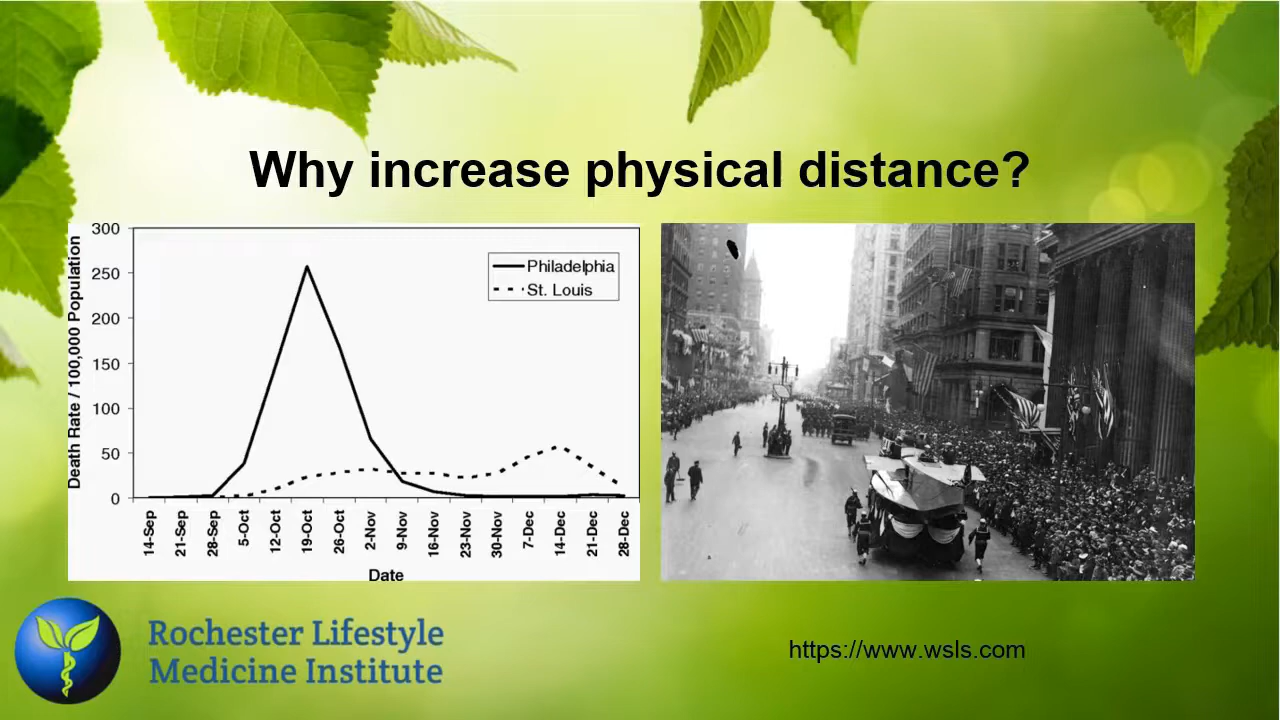 Why increase physical distance?
Death Rate / 100,000 Population
300
250
200
150
100
50
0
Philadelphia
St. Louis
14-Sep
21-Sep
28-Sep
5-Oct
12-Oct
19-Oct
26-Oct
2-Nov
9-Nov
16-Nov
23-Nov
30-Nov
7-Dec
14-Dec
21-Dec
28-Dec
Date
Rochester Lifestyle
Medicine Institute
https://www.wsls.com